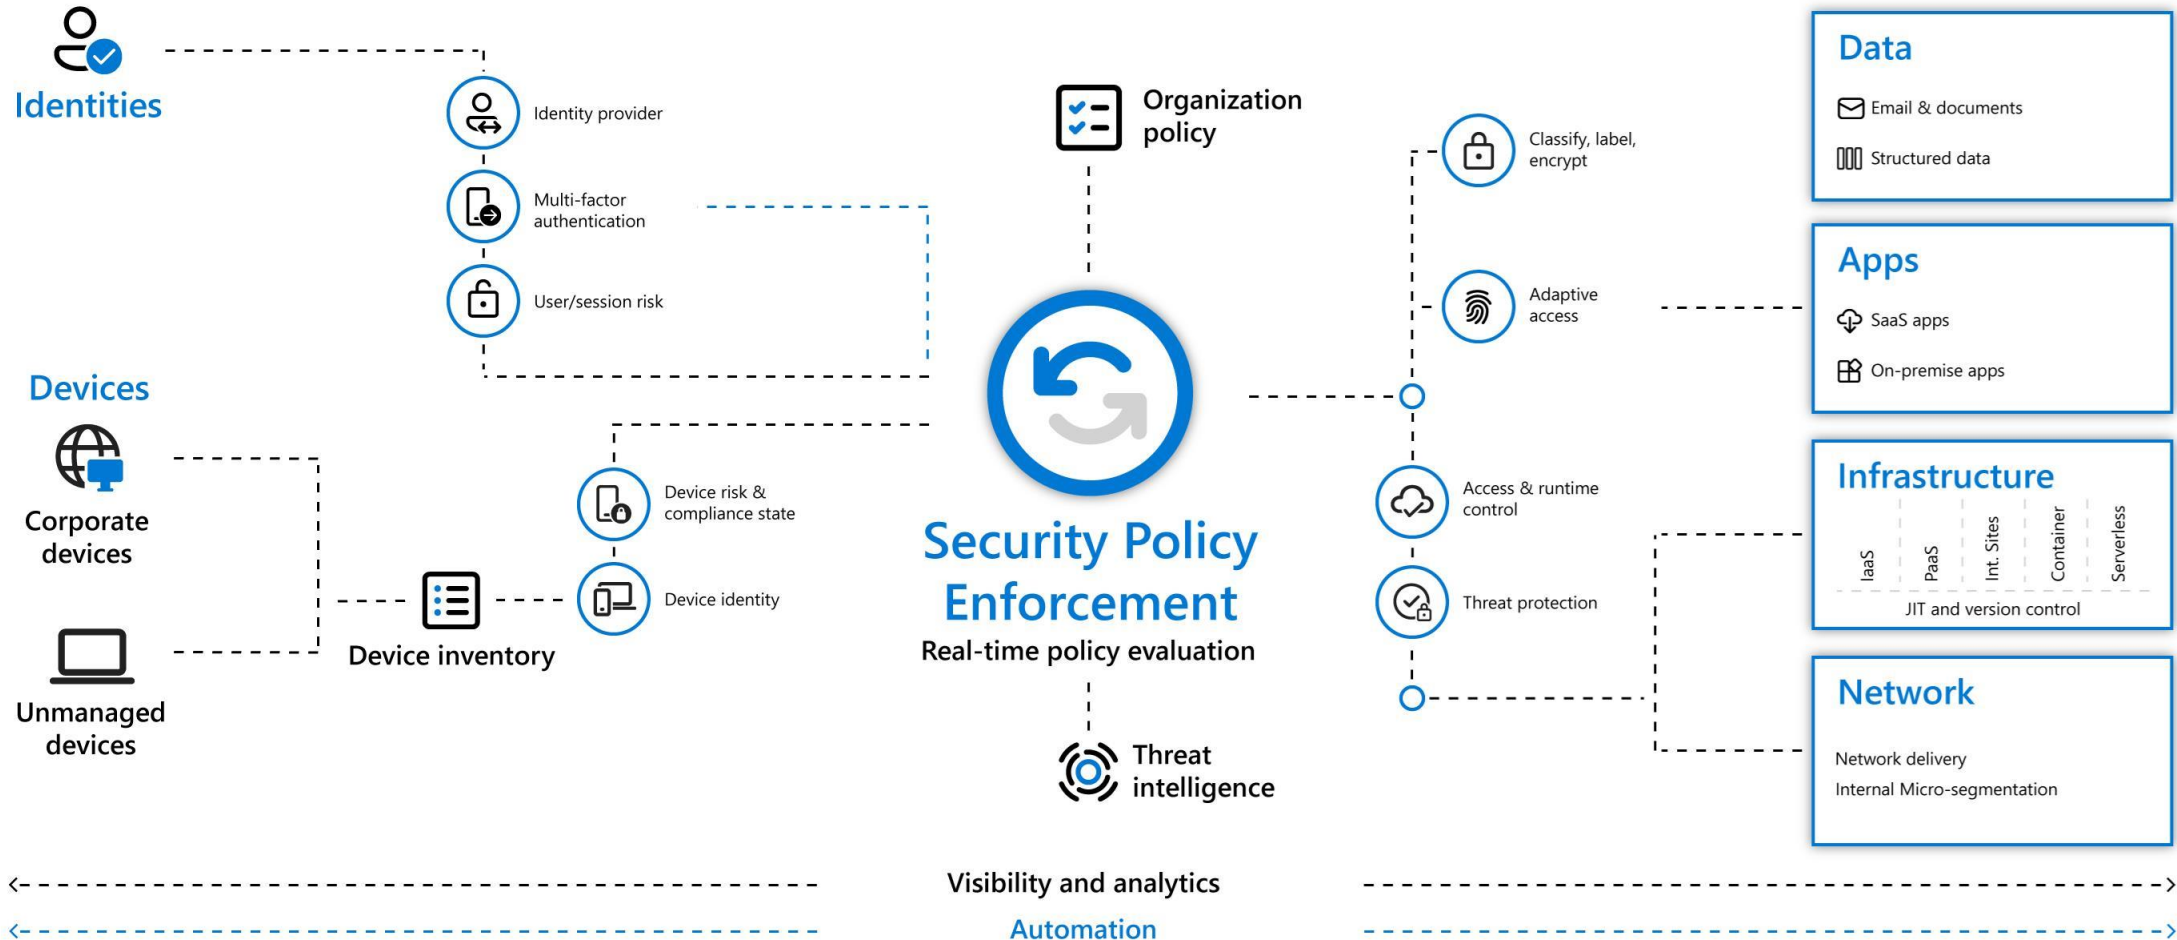 Identities
Identity provider
Multi-factor
authentication
User/session risk
Devices
Corporate
devices
Unmanaged
devices
Device inventory
Device risk &
compliance state
Device identity
Organization
policy
Security Policy
Enforcement
Real-time policy evaluation
Threat
intelligence
Classify, label,
encrypt
Adaptive
access
Access & runtime
control
Threat protection
Data
Email & documents
Structured data
Apps
SaaS apps
On-premise apps
Infrastructure
IaaS
PaaS
Int. Sites
Container
Serverless
JIT and version control
Network
Network delivery
Internal Micro-segmentation
Visibility and analytics
Automation